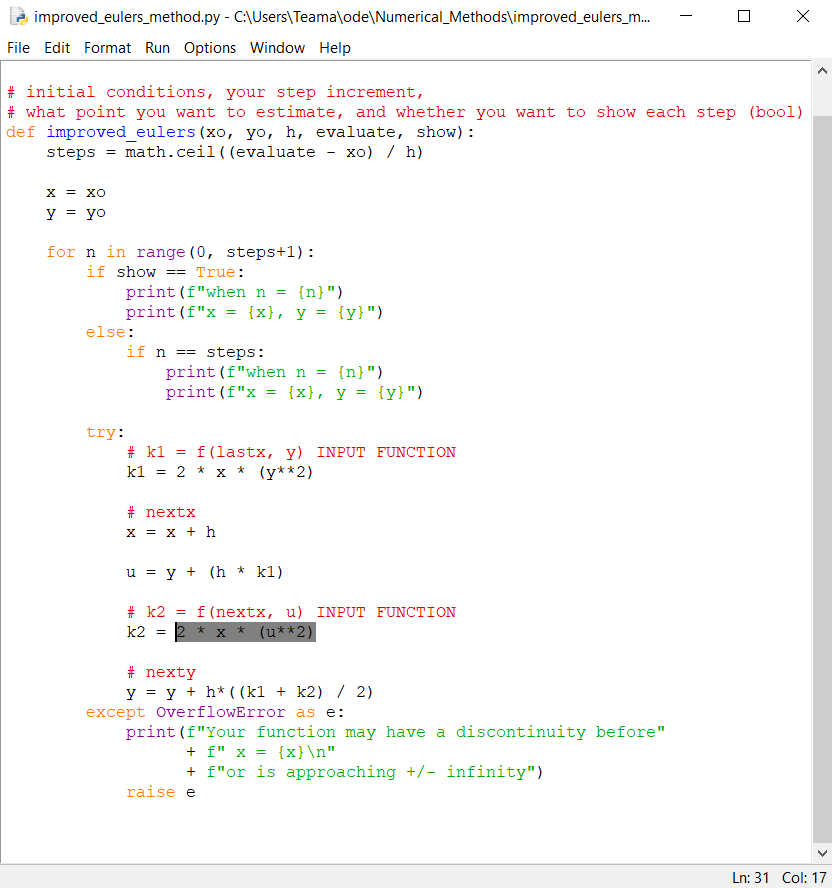 improved_eulers_method.py - C:\Users\Teama\ode\Numerical_Methods\improved_eulers_m...
File Edit Format Run Options Window Help
# initial conditions, your step increment,
# what point you want to estimate, and whether you want to show each step (bool)
def improved_eulers(xo, yo, h, evaluate, show):
    steps = math.ceil((evaluate - xo) / h)
    x = xo
    y = yo
    for n in range(0, steps+1):
        if show == True:
            print(f"when n = {n}")
            print(f"x = {x}, y = {y}")
        else:
            if n == steps:
                print(f"when n = {n}")
                print(f"x = {x}, y = {y}")
        try:
            # k1 = f(lastx, y) INPUT FUNCTION
            k1 = 2 * x * (y**2)
            # nextx
            x = x + h
            u = y + (h * k1)
            # k2 = f(nextx, u) INPUT FUNCTION
            k2 = 2 * x * (u**2)
            # nexty
            y = y + h*((k1 + k2) / 2)
        except OverflowError as e:
            print(f"Your function may have a discontinuity before"
                  + f" x = {x}\n"
                  + f"or is approaching +/- infinity")
            raise e
Ln: 31 Col: 17